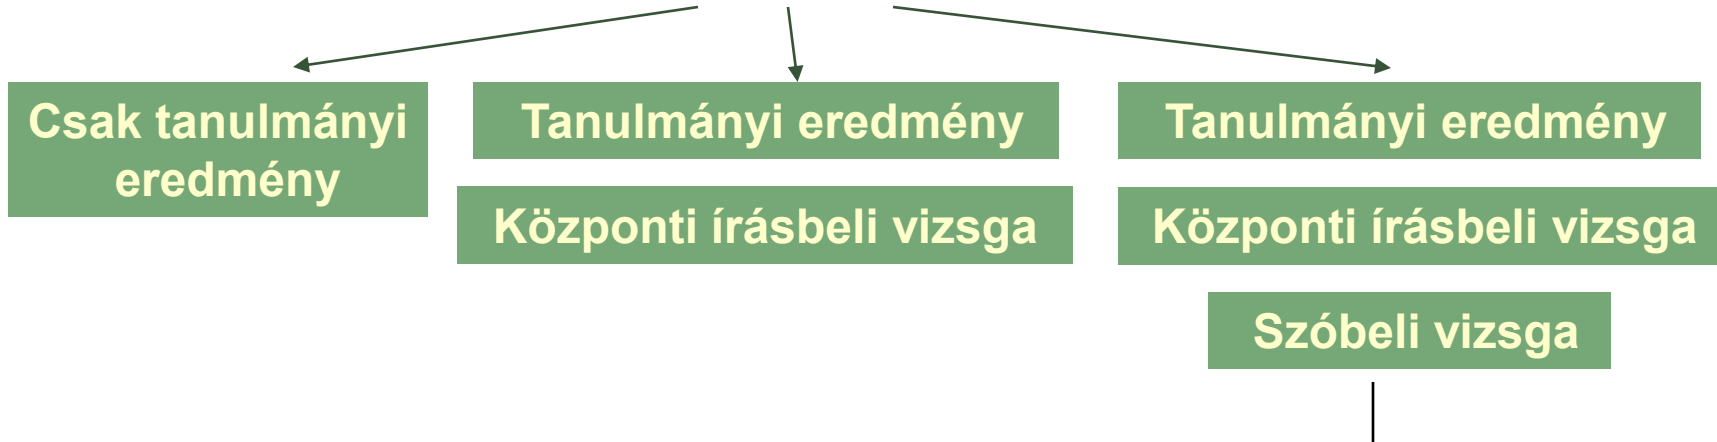 Csak tanulmányi
eredmény
Tanulmányi eredmény
Központi írásbeli vizsga
Tanulmányi eredmény
Központi írásbeli vizsga
Szóbeli vizsga